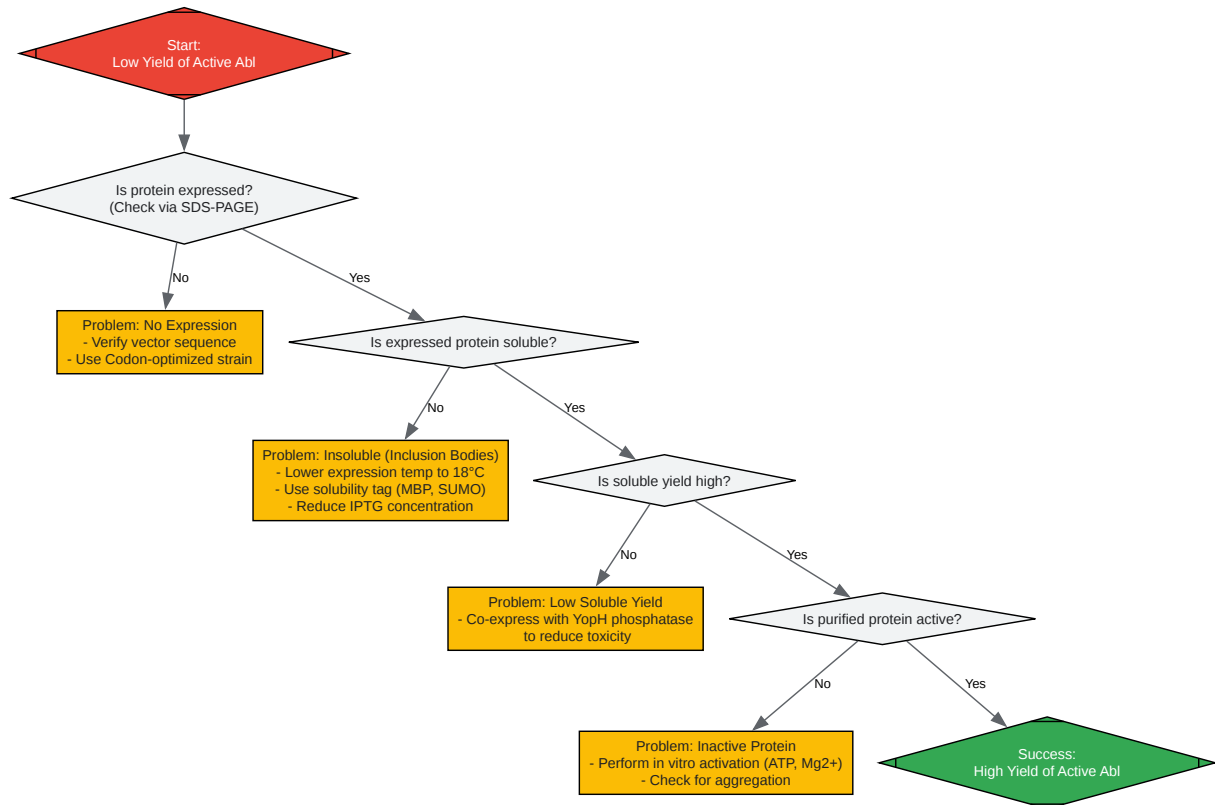 Start:
Low Yield of Active Abl
Is protein expressed?
(Check via SDS-PAGE)
No
Yes
Problem: No Expression
- Verify vector sequence
- Use Codon-optimized strain
Is expressed protein soluble?
No
Yes
Problem: Insoluble (Inclusion Bodies)
- Lower expression temp to 18°C
- Use solubility tag (MBP, SUMO)
- Reduce IPTG concentration
Is soluble yield high?
No
Yes
Problem: Low Soluble Yield
- Co-express with YopH phosphatase
to reduce toxicity
Is purified protein active?
No
Yes
Problem: Inactive Protein
- Perform in vitro activation (ATP, Mg2+)
- Check for aggregation
Success:
High Yield of Active Abl